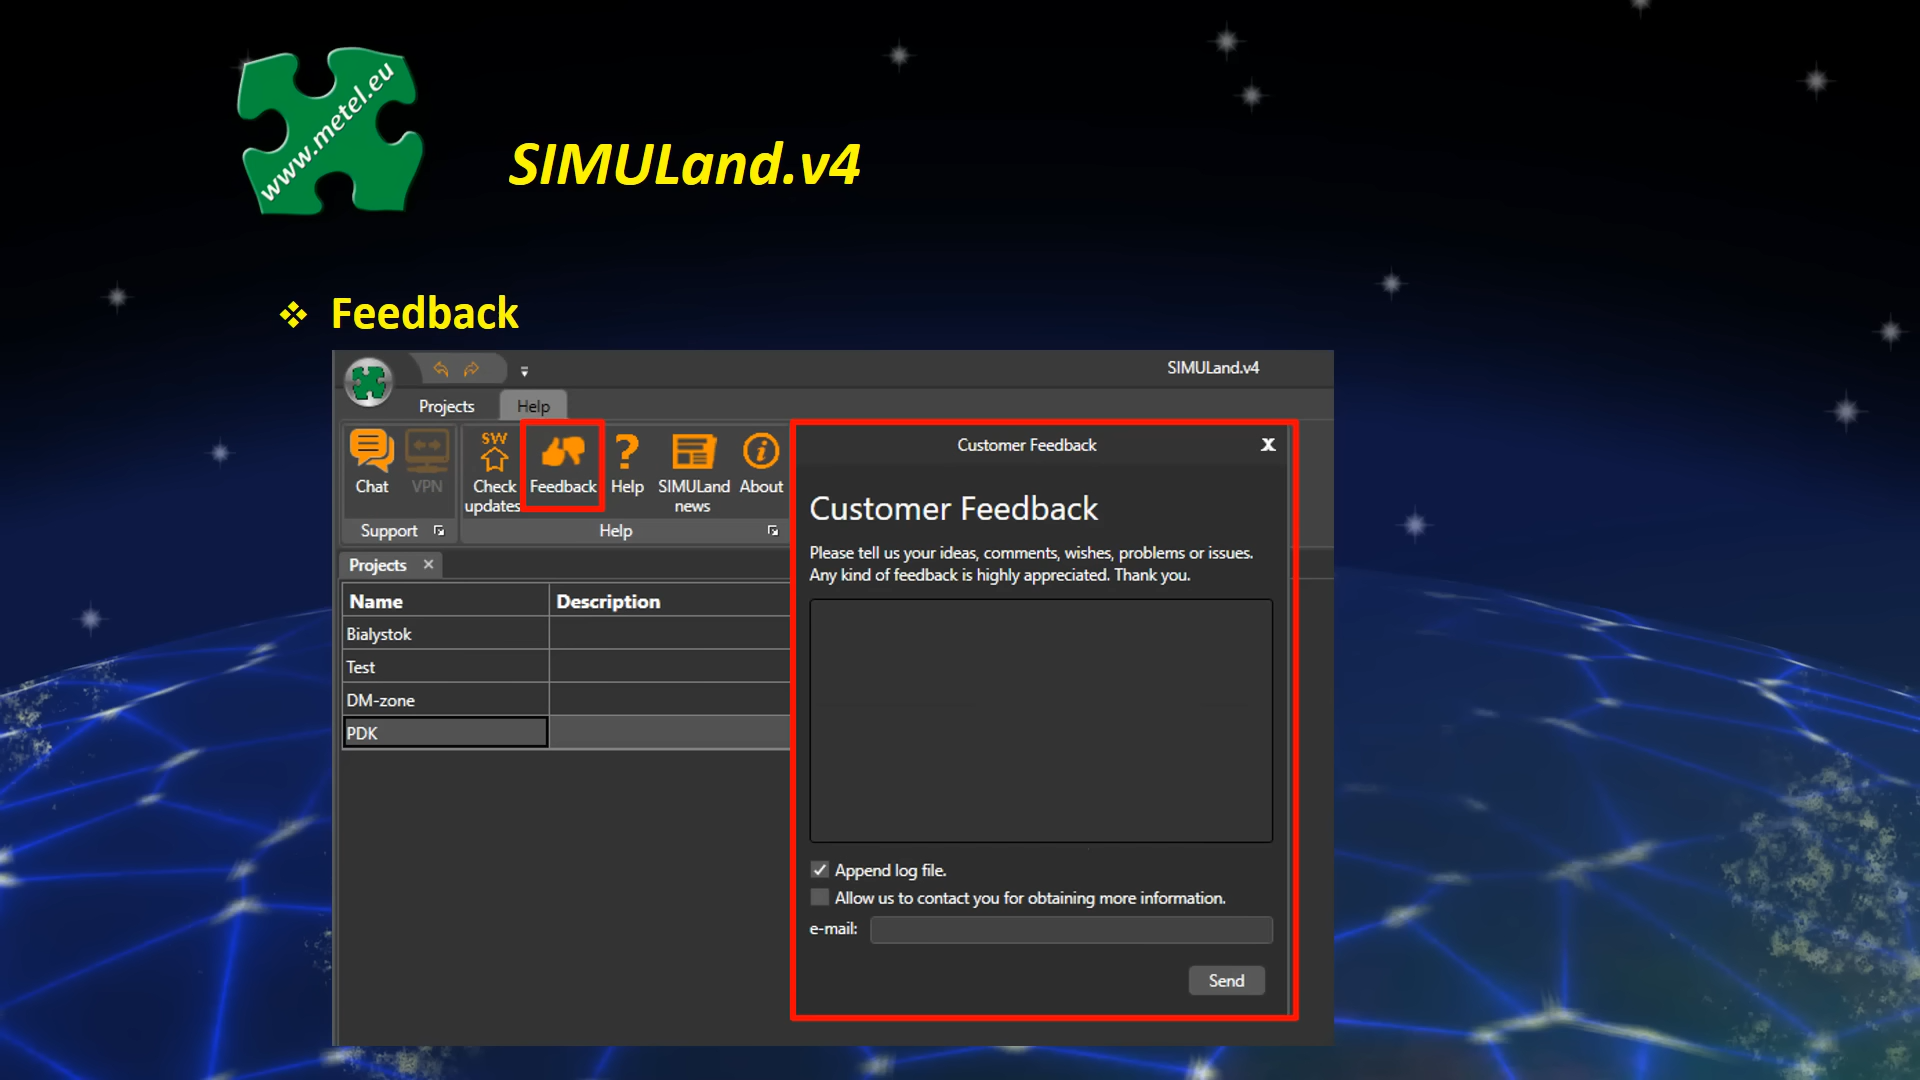 www.metel.eu
SIMULand.v4
❖ Feedback
SIMULand.v4
Projects Help
SW
Chat VPN Check updates Feedback Help SIMULand news About
Support Help
Projects
Name Description
Bialystok
Test
DM-zone
PDK
Customer Feedback X
Customer Feedback
Please tell us your ideas, comments, wishes, problems or issues.
Any kind of feedback is highly appreciated. Thank you.
Append log file.
Allow us to contact you for obtaining more information.
e-mail:
Send